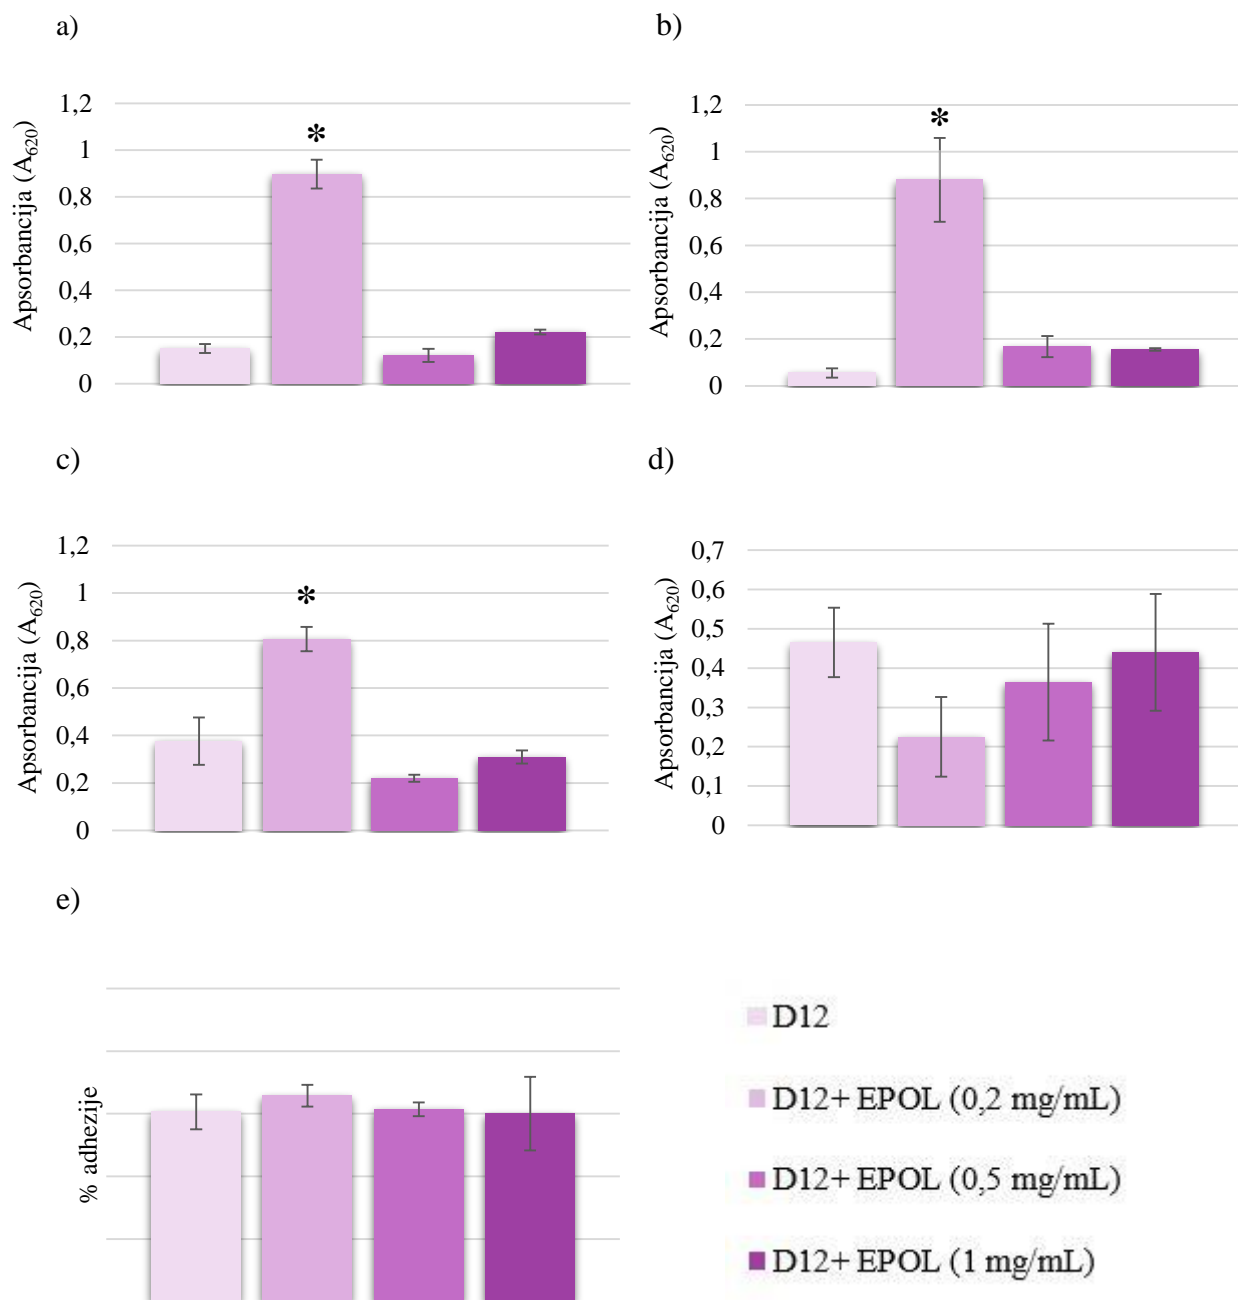 a)
Apsorbancija (A620)
1,2
1
0,8
0,6
0,4
0,2
0
*
b)
Apsorbancija (A620)
1,2
1
0,8
0,6
0,4
0,2
0
*
c)
Apsorbancija (A620)
1,2
1
0,8
0,6
0,4
0,2
0
*
d)
Apsorbancija (A620)
0,7
0,6
0,5
0,4
0,3
0,2
0,1
0
e)
% adhezije
D12
D12+ EPOL (0,2 mg/mL)
D12+ EPOL (0,5 mg/mL)
D12+ EPOL (1 mg/mL)